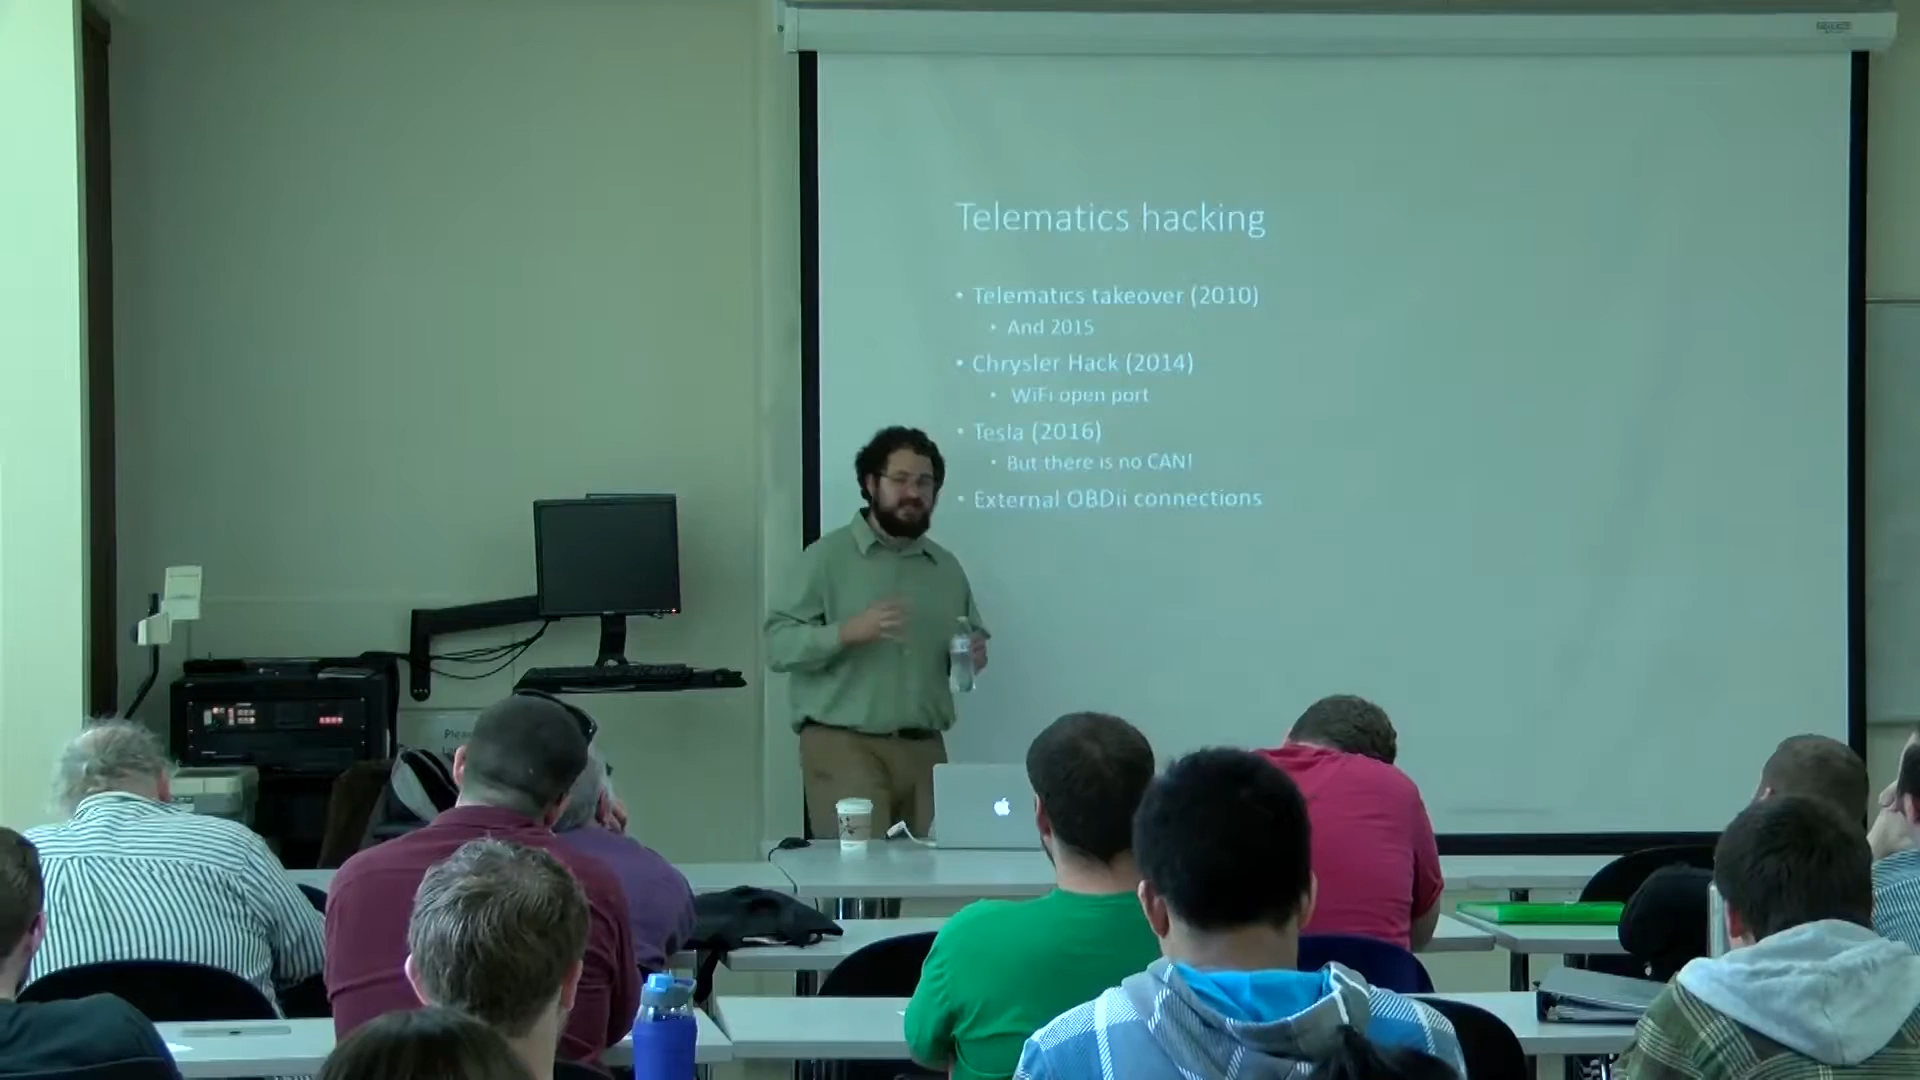 Telematics hacking
• Telematics takeover (2010)
• And 2015
• Chrysler Hack (2014)
• WiFi open port
• Tesla (2016)
• But there is no CAN!
• External OBDii connections